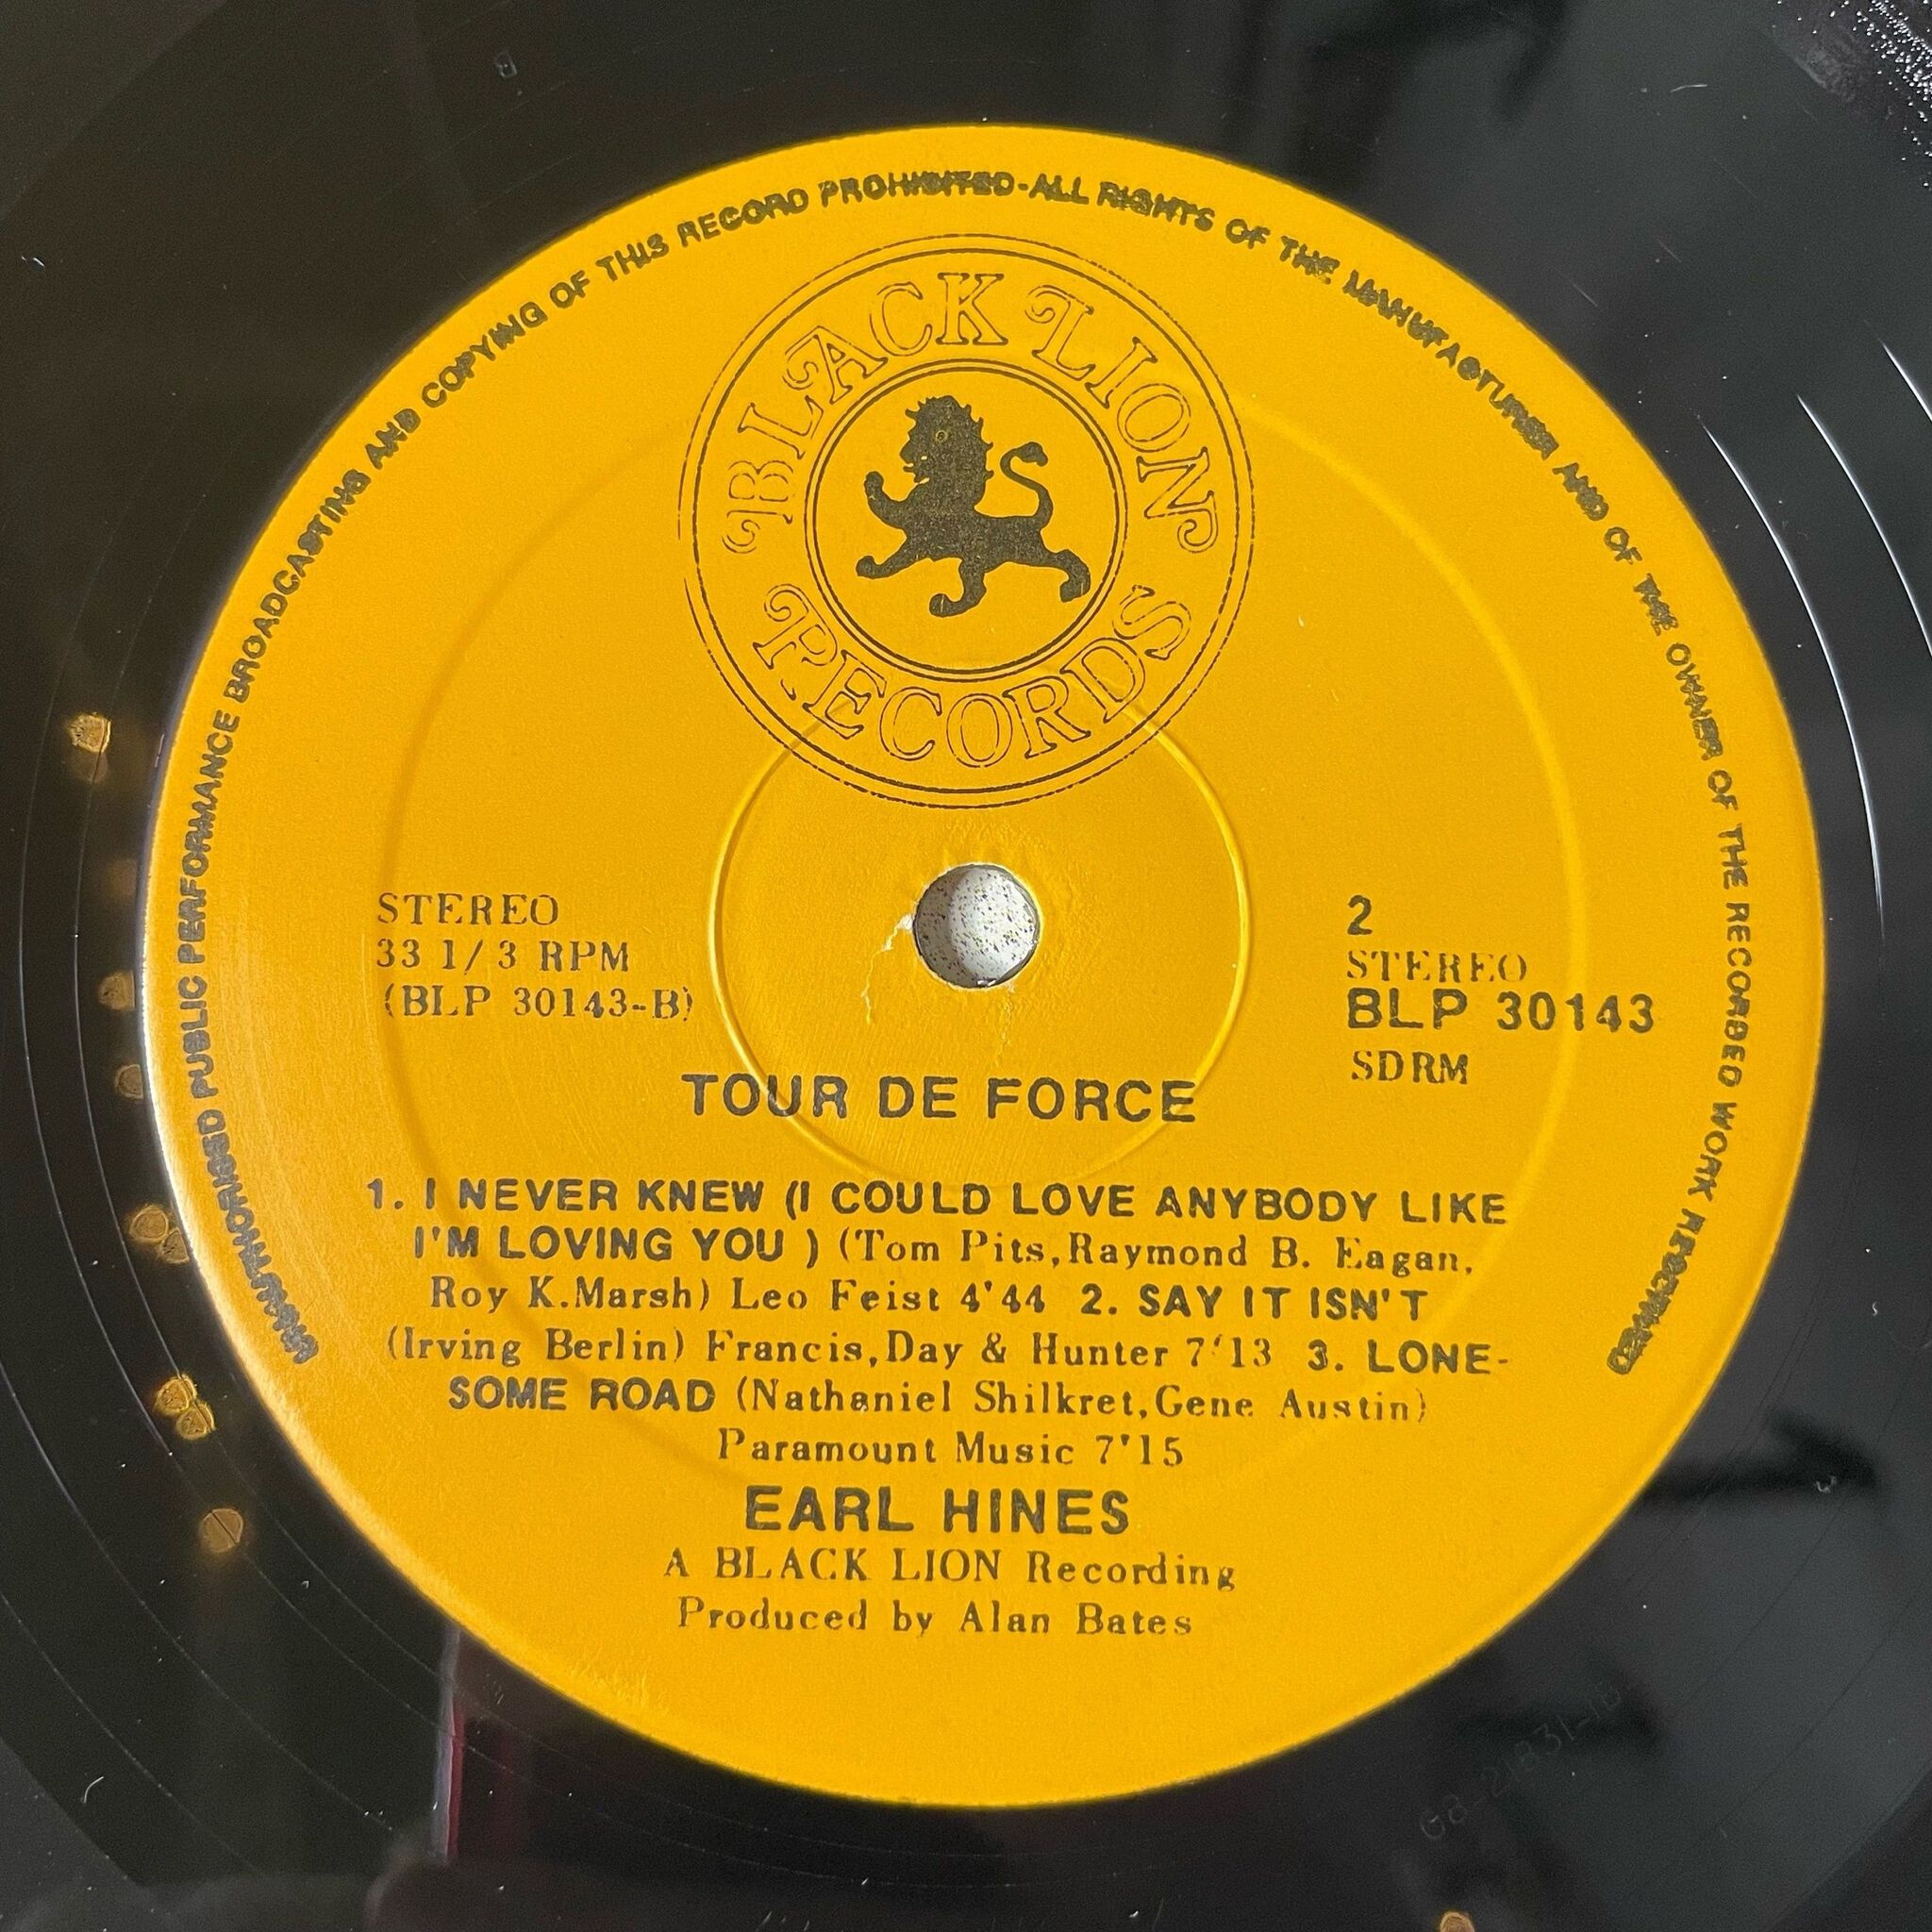 UNAUTHORISED PUBLIC PERFORMANCE BROADCASTING AND COPYING OF THIS RECORD PROHIBITED-ALL RIGHTS OF THE MANUFACTURER AND OF THE OWNER OF THE RECORDED WORK RESERVED
BLACK LION
RECORDS
STEREO
33 1/3 RPM
(BLP 30143-B)
2
STEREO
BLP 30143
SDRM
TOUR DE FORCE
1. I NEVER KNEW (I COULD LOVE ANYBODY LIKE
I'M LOVING YOU ) (Tom Pits,Raymond B. Eagan,
Roy K.Marsh) Leo Feist 4'44 2. SAY IT ISN'T
(Irving Berlin) Francis,Day & Hunter 7'13 3. LONE-
SOME ROAD (Nathaniel Shilkret,Gene Austin)
Paramount Music 7'15
EARL HINES
A BLACK LION Recording
Produced by Alan Bates